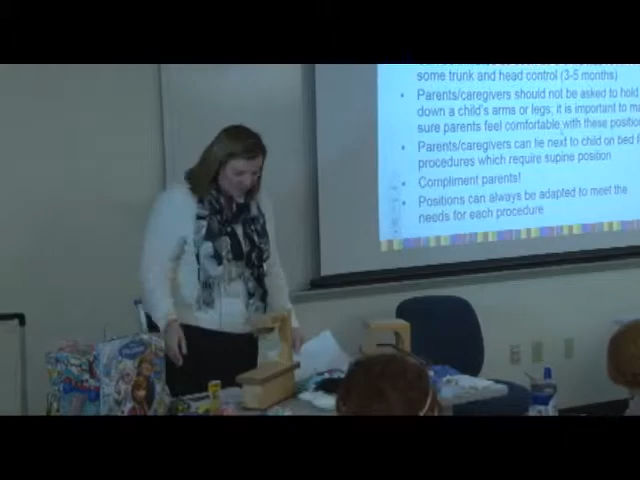 some trunk and head control (3-5 months)
• Parents/caregivers should not be asked to hold
down a child's arms or legs; it is important to
sure parents feel comfortable with these
• Parents/caregivers can lie next to child on bed
procedures which require supine position
• Compliment parents!
• Positions can always be adapted to meet the
needs for each procedure